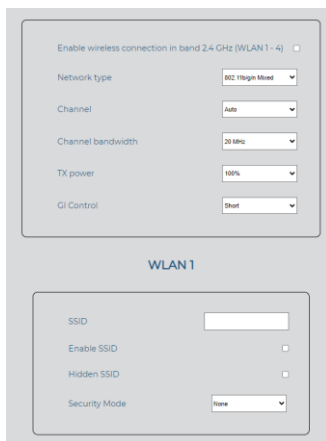 Enable wireless connection in band 2.4 GHz (WLAN 1 - 4)
Network type 802.11b/g/n Mixed
Channel Auto
Channel bandwidth 20 MHz
TX power 100%
GI Control Short
WLAN 1
SSID
Enable SSID
Hidden SSID
Security Mode None